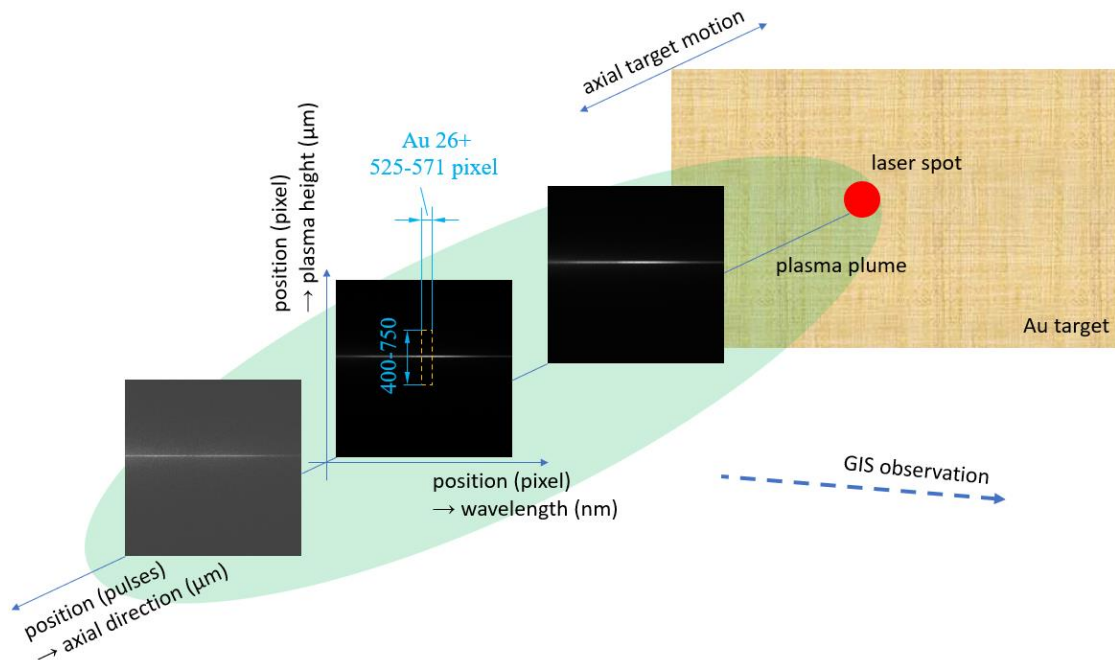 axial target motion
Au 26+
525-571 pixel
position (pixel)
→ plasma height (µm)
laser spot
plasma plume
Au target
400-750
position (pixel)
→ wavelength (nm)
GIS observation
position (pulses)
→ axial direction (µm)